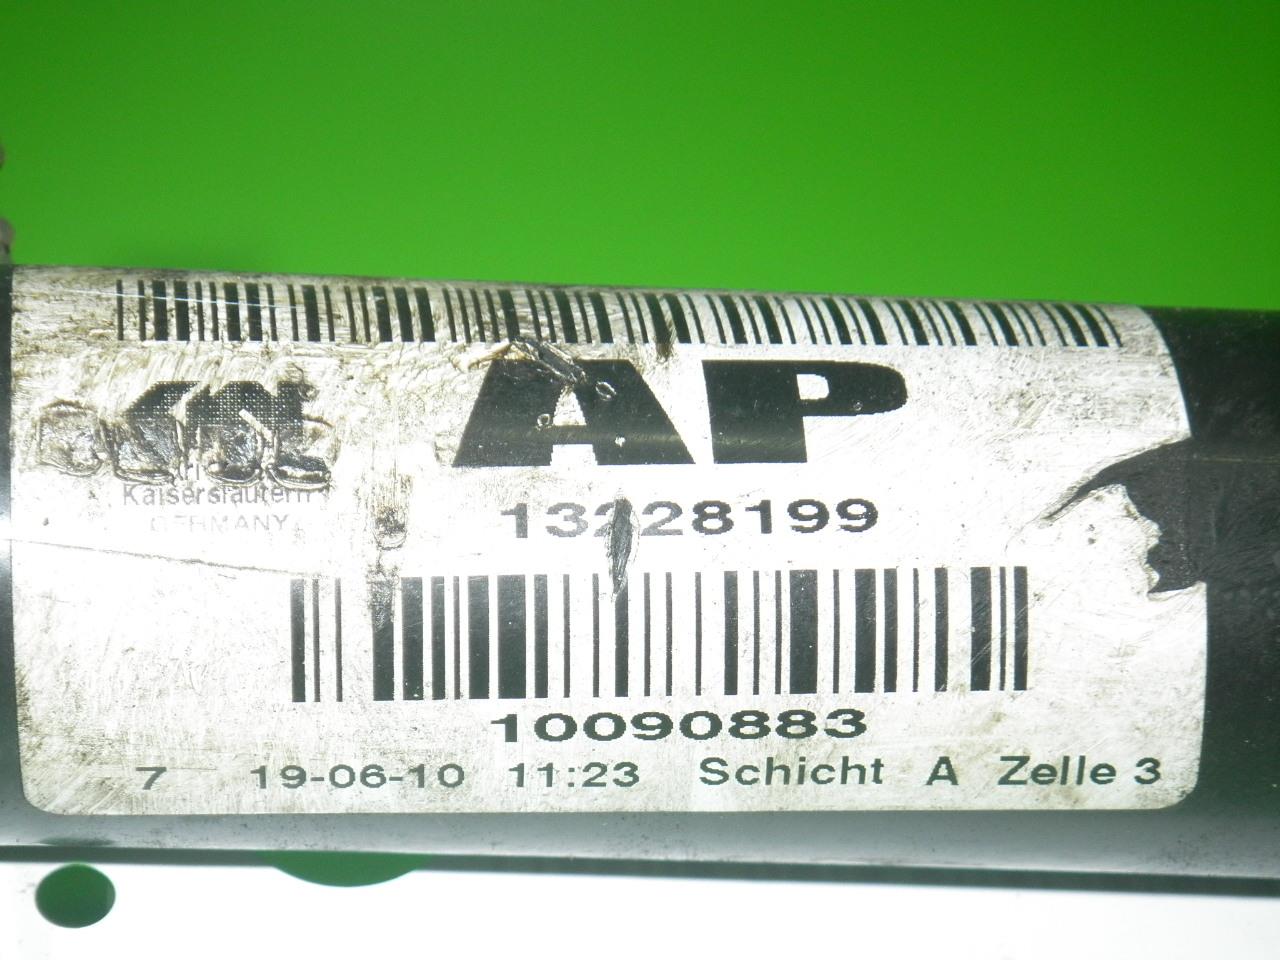 AP
Kaiserslautern
GERMANY
13228199
10090883
7 19-06-10 11:23 Schicht A Zelle 3